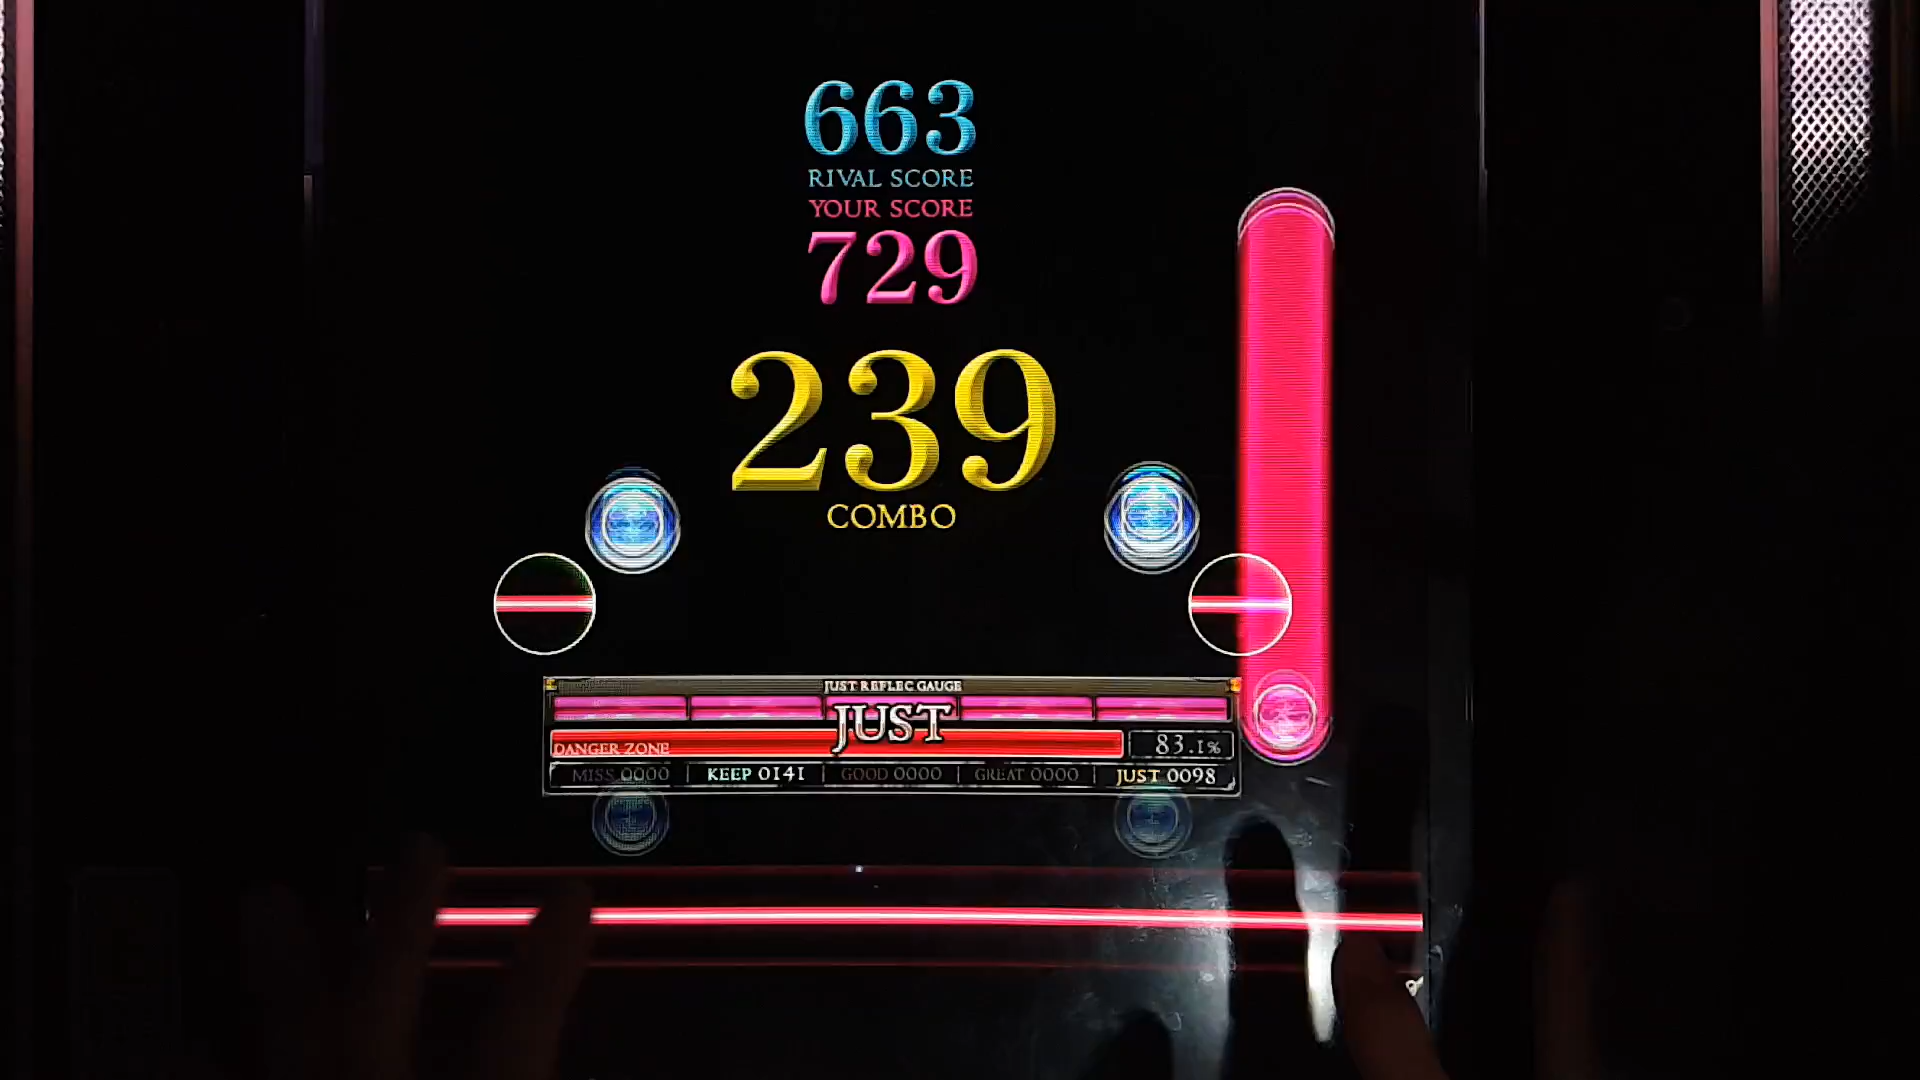 663
RIVAL SCORE
YOUR SCORE
729
239
COMBO
JUST REFLEC GAUGE
JUST
DANGER ZONE
83.1%
MISS 0000 KEEP 0141 GOOD 0000 GREAT 0000 JUST 0098